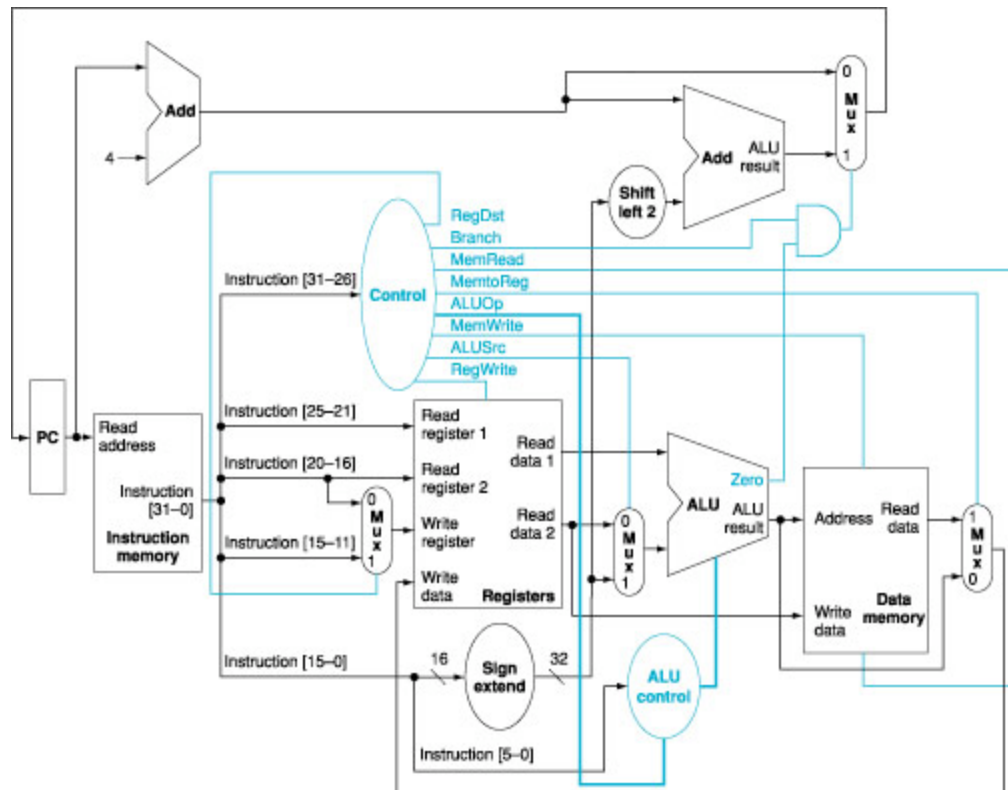 Add
4
0
M
u
x
1
Add
ALU
result
Shift
left 2
RegDst
Branch
MemRead
MemtoReg
ALUOp
MemWrite
ALUSrc
RegWrite
Control
Instruction [31–26]
PC
Read
address
Instruction
[31–0]
Instruction
memory
Instruction [25–21]
Instruction [20–16]
Instruction [15–11]
0
M
u
x
1
Read
register 1
Read
register 2
Write
register
Write
data
Read
data 1
Read
data 2
Registers
0
M
u
x
1
Zero
ALU
ALU
result
Address
Read
data
Write
data
Data
memory
1
M
u
x
0
Instruction [15–0]
16
Sign
extend
32
ALU
control
Instruction [5–0]